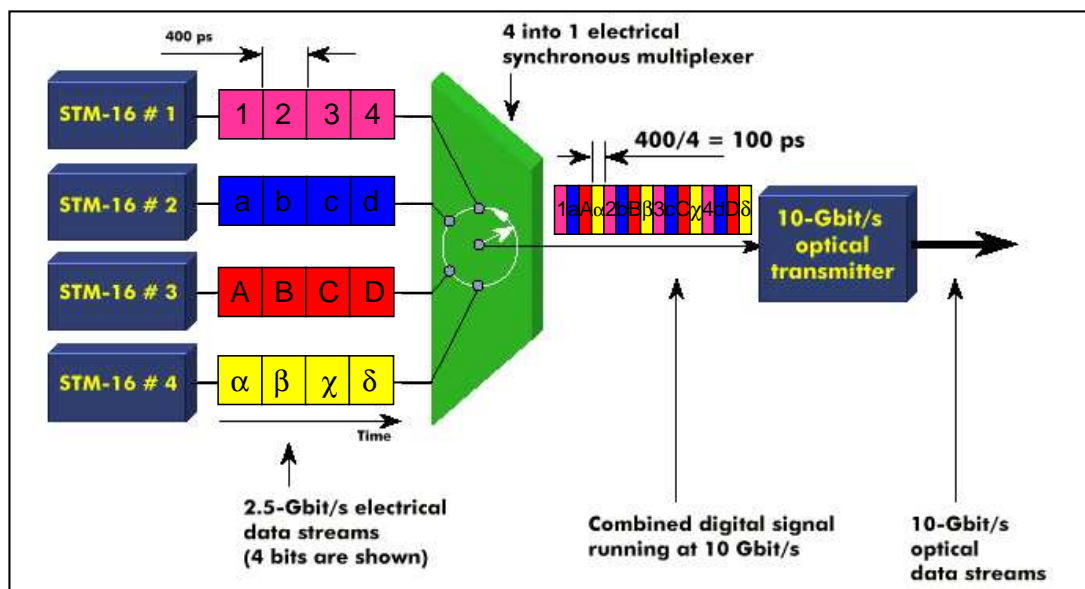 400 ps
4 into 1 electrical
synchronous multiplexer
STM-16 # 1
1 2 3 4
400/4 = 100 ps
STM-16 # 2
a b c d
1aAα2bBβ3cCχ4dDδ
10-Gbit/s
optical
transmitter
STM-16 # 3
A B C D
STM-16 # 4
α β χ δ
Time
2.5-Gbit/s electrical
data streams
(4 bits are shown)
Combined digital signal
running at 10 Gbit/s
10-Gbit/s
optical
data streams